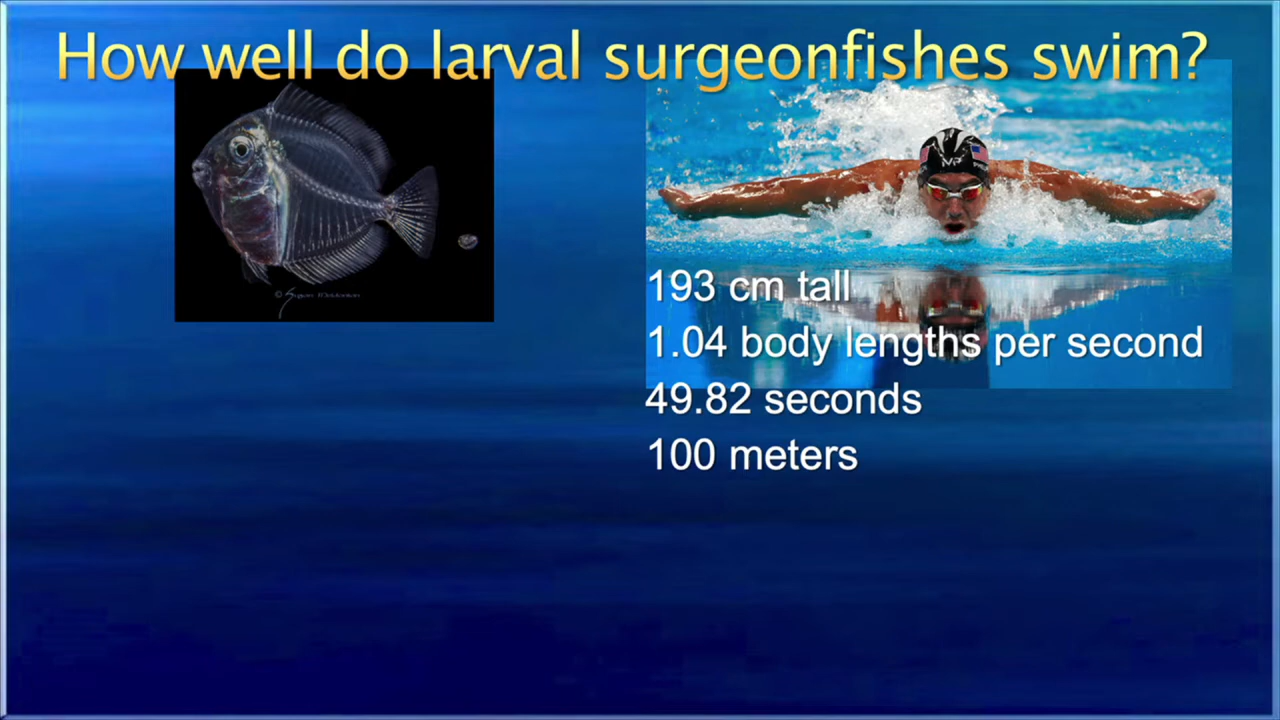 How well do larval surgeonfishes swim?
MP
193 cm tall
1.04 body lengths per second
49.82 seconds
100 meters